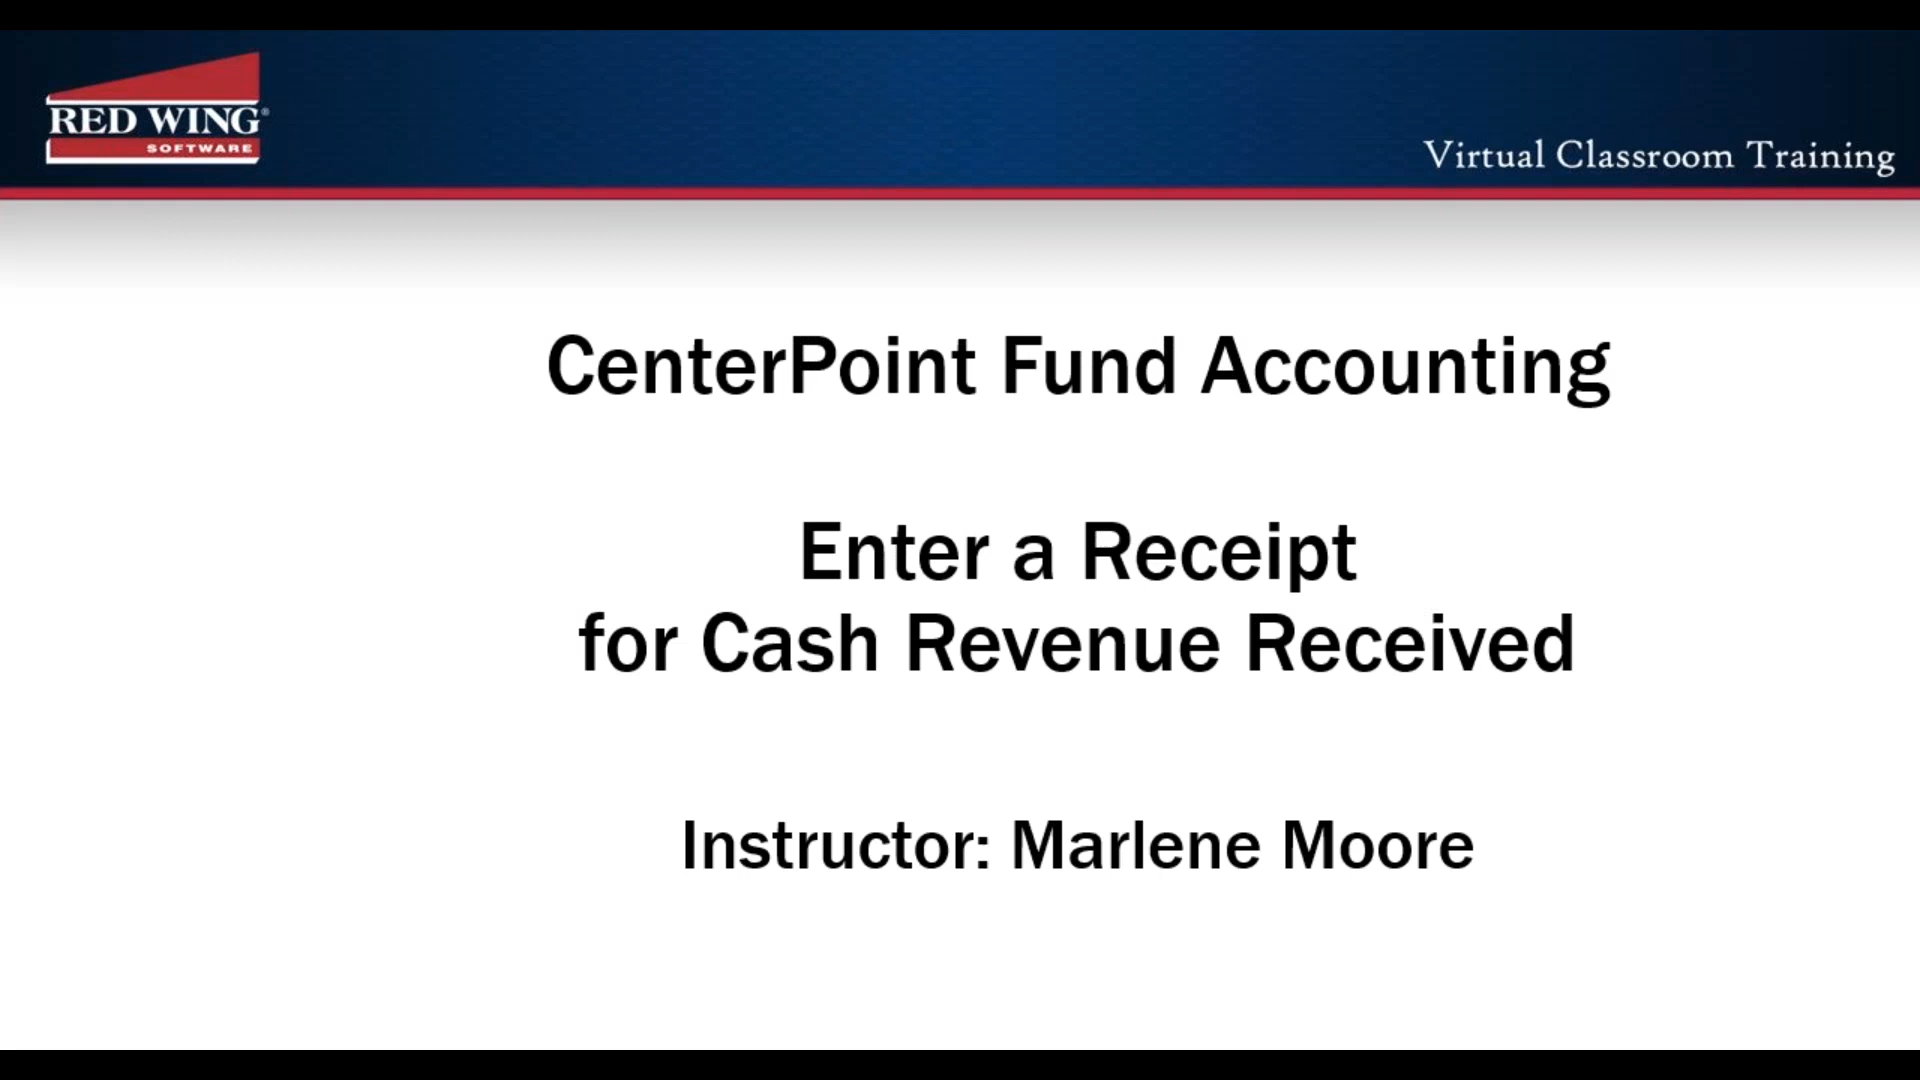 RED WING®
SOFTWARE
Virtual Classroom Training
CenterPoint Fund Accounting
Enter a Receipt
for Cash Revenue Received
Instructor: Marlene Moore